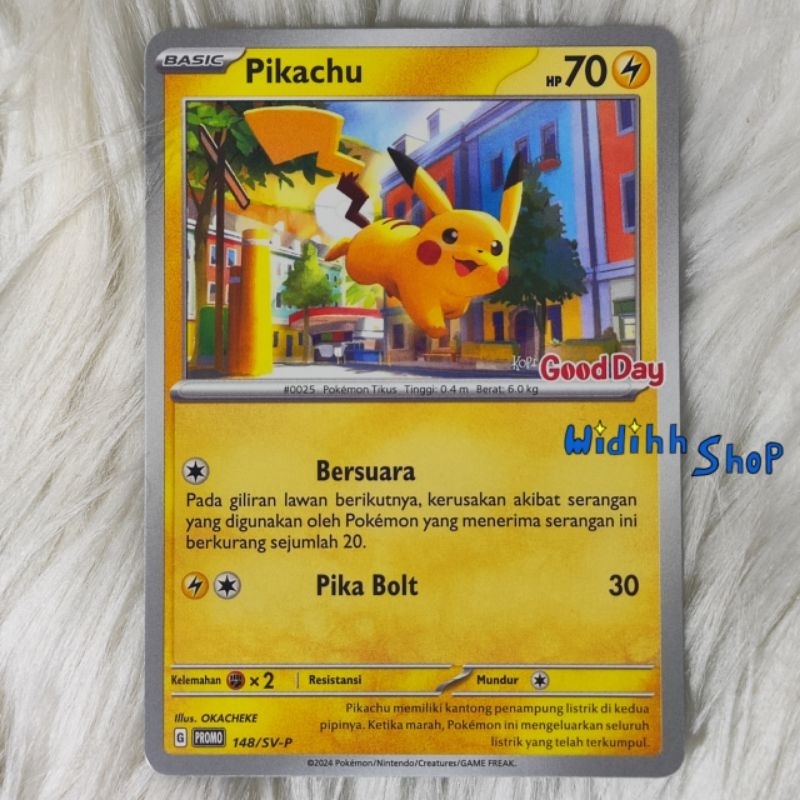 BASIC
Pikachu
HP 70
Kopi
Good Day
#0025 Pokémon Tikus Tinggi: 0.4 m Berat: 6.0 kg
Widihh Shop
Bersuara
Pada giliran lawan berikutnya, kerusakan akibat serangan
yang digunakan oleh Pokémon yang menerima serangan ini
berkurang sejumlah 20.
Pika Bolt 30
Kelemahan ×2 Resistansi Mundur
Pikachu memiliki kantong penampung listrik di kedua
pipinya. Ketika marah, Pokémon ini mengeluarkan seluruh
listrik yang telah terkumpul.
Illus. OKACHEKE
G PROMO 148/SV-P
©2024 Pokémon/Nintendo/Creatures/GAME FREAK.